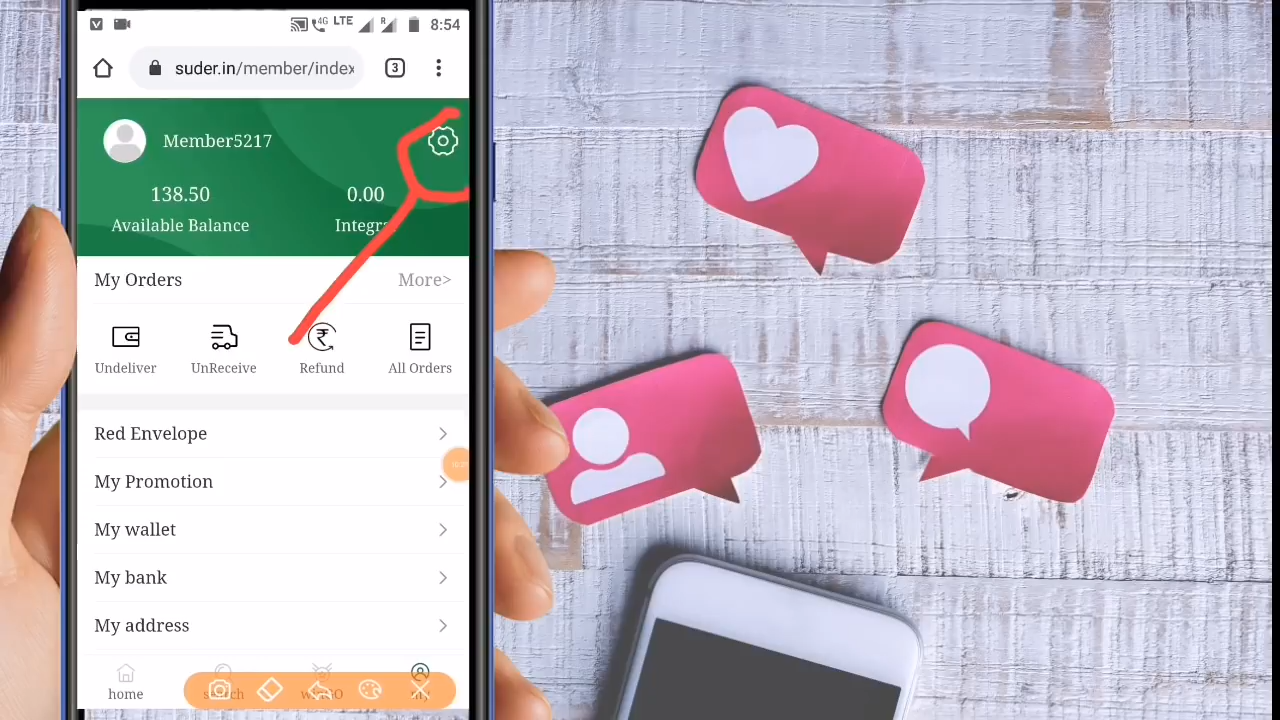 4G LTE R 8:54
suder.in/member/index
3
Member5217
138.50 0.00
Available Balance Integra
My Orders More>
Undeliver UnReceive Refund All Orders
Red Envelope
My Promotion
My wallet
My bank
My address
home search